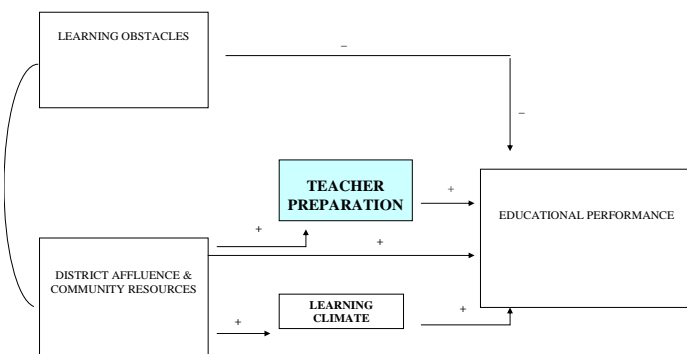 LEARNING OBSTACLES
–
–
TEACHER
PREPARATION
+
EDUCATIONAL PERFORMANCE
+
+
DISTRICT AFFLUENCE &
COMMUNITY RESOURCES
LEARNING
CLIMATE
+
+